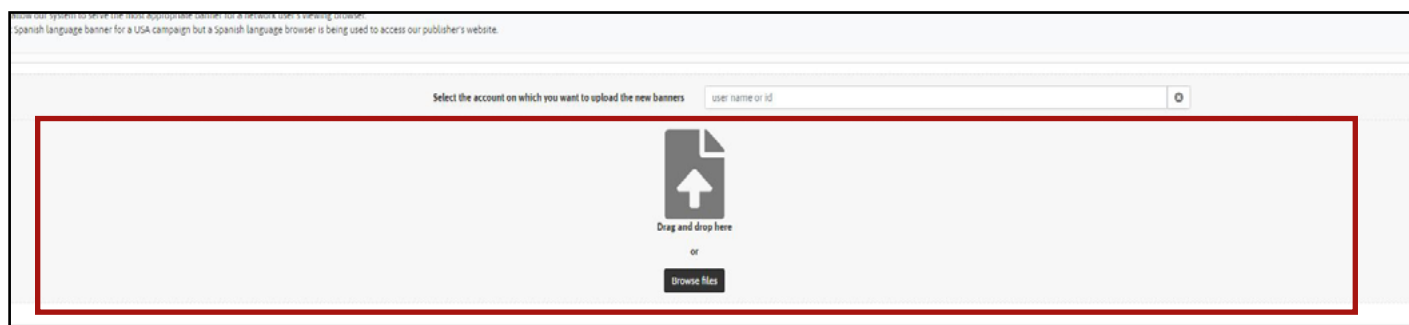 allow our system to serve the most appropriate banner for a network user's viewing browser.
Spanish language banner for a USA campaign but a Spanish language browser is being used to access our publisher's website.
Select the account on which you want to upload the new banners
user name or id
Drag and drop here
or
Browse files